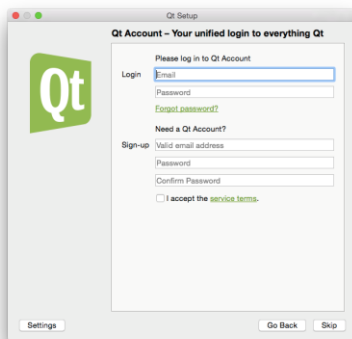 Qt Setup
Qt Account – Your unified login to everything Qt
Qt
Please log in to Qt Account
Login Email
Password
Forgot password?
Need a Qt Account?
Sign-up Valid email address
Password
Confirm Password
I accept the service terms.
Settings Go Back Skip